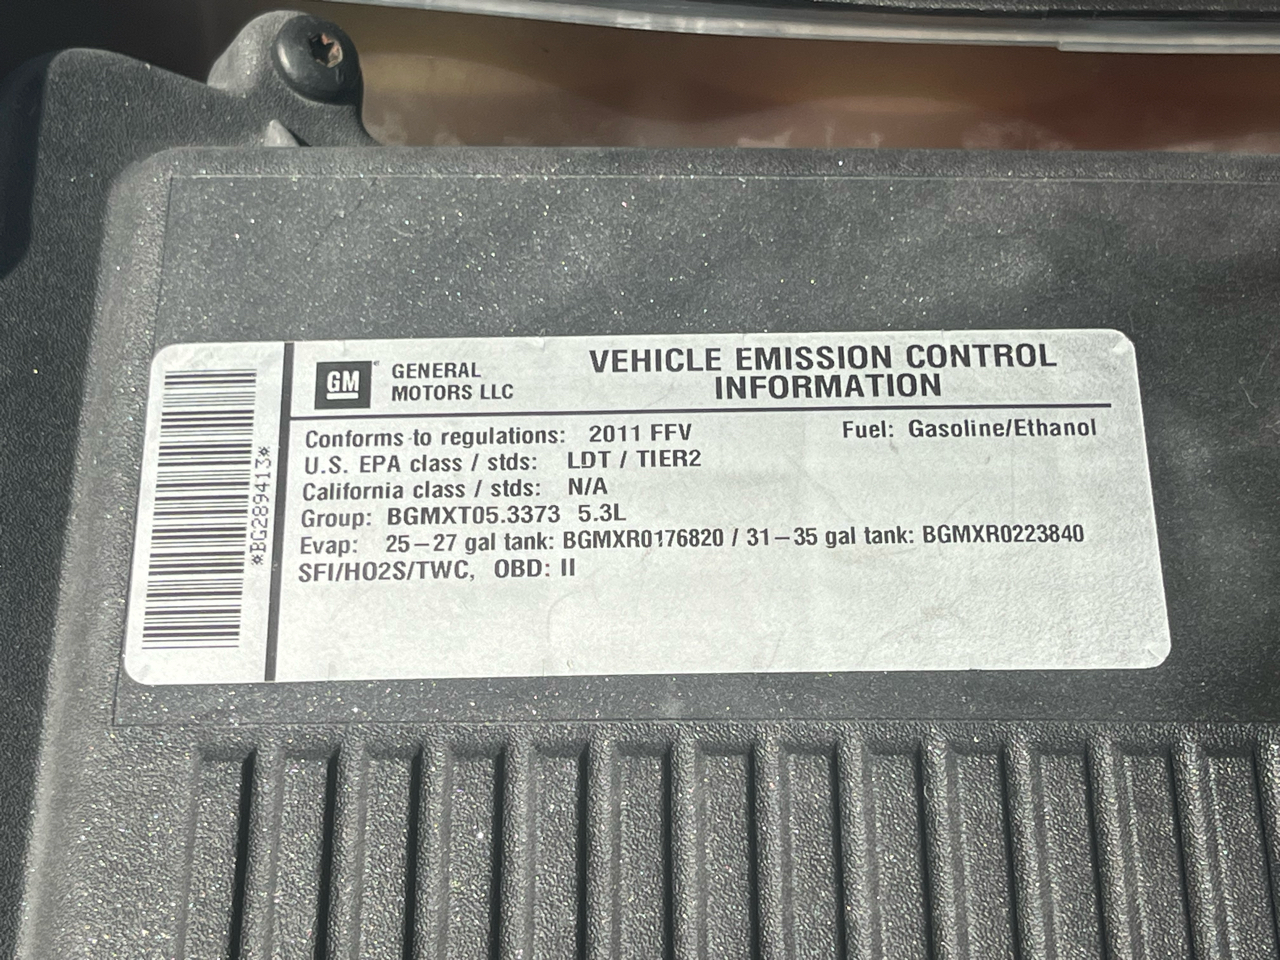 *BG289413*
GM
GENERAL
MOTORS LLC
VEHICLE EMISSION CONTROL
INFORMATION
Conforms to regulations: 2011 FFV Fuel: Gasoline/Ethanol
U.S. EPA class / stds: LDT / TIER2
California class / stds: N/A
Group: BGMXT05.3373 5.3L
Evap: 25–27 gal tank: BGMXR0176820 / 31–35 gal tank: BGMXR0223840
SFI/HO2S/TWC, OBD: II